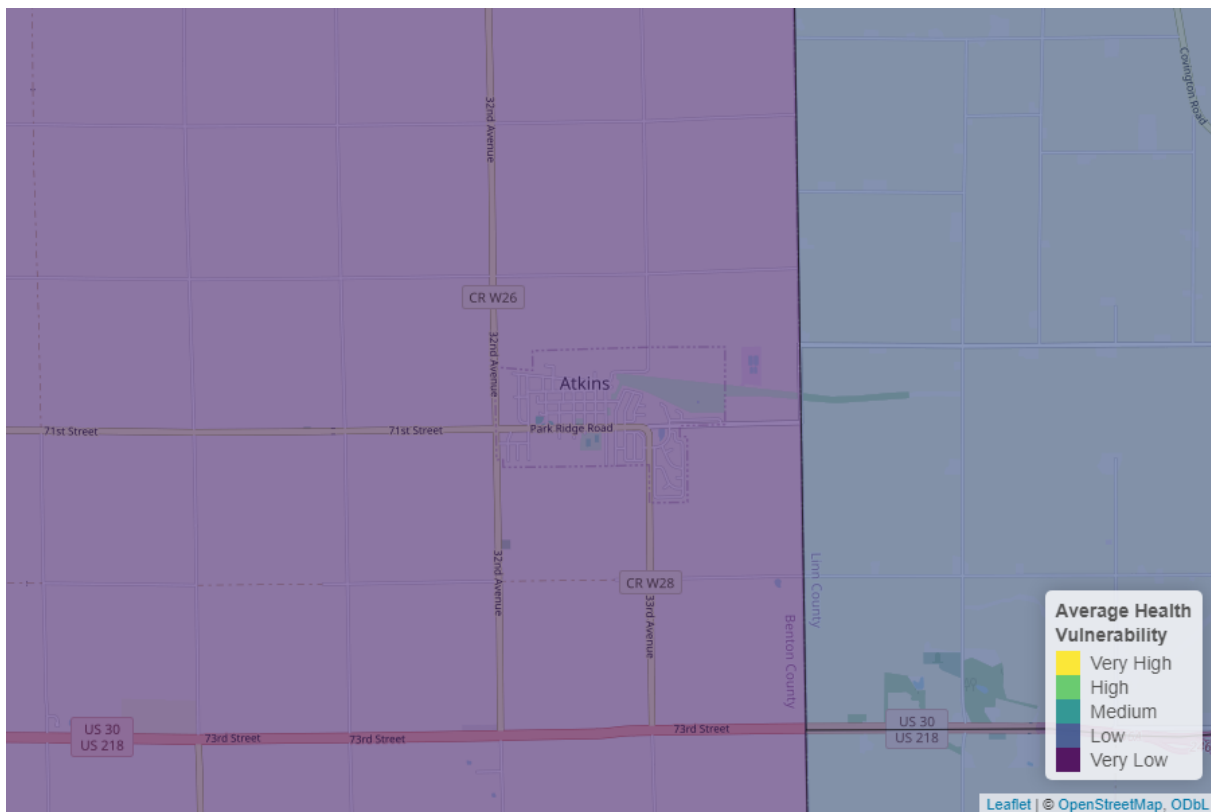 Covington Road
32nd Avenue
CR W26
32nd Avenue
Atkins
71st Street
71st Street
Park Ridge Road
32nd Avenue
CR W28
33rd Avenue
Linn County
Benton County
US 30
US 218
73rd Street
73rd Street
73rd Street
US 30
US 218
Average Health
Vulnerability
Very High
High
Medium
Low
Very Low
Leaflet | © OpenStreetMap, ODbL